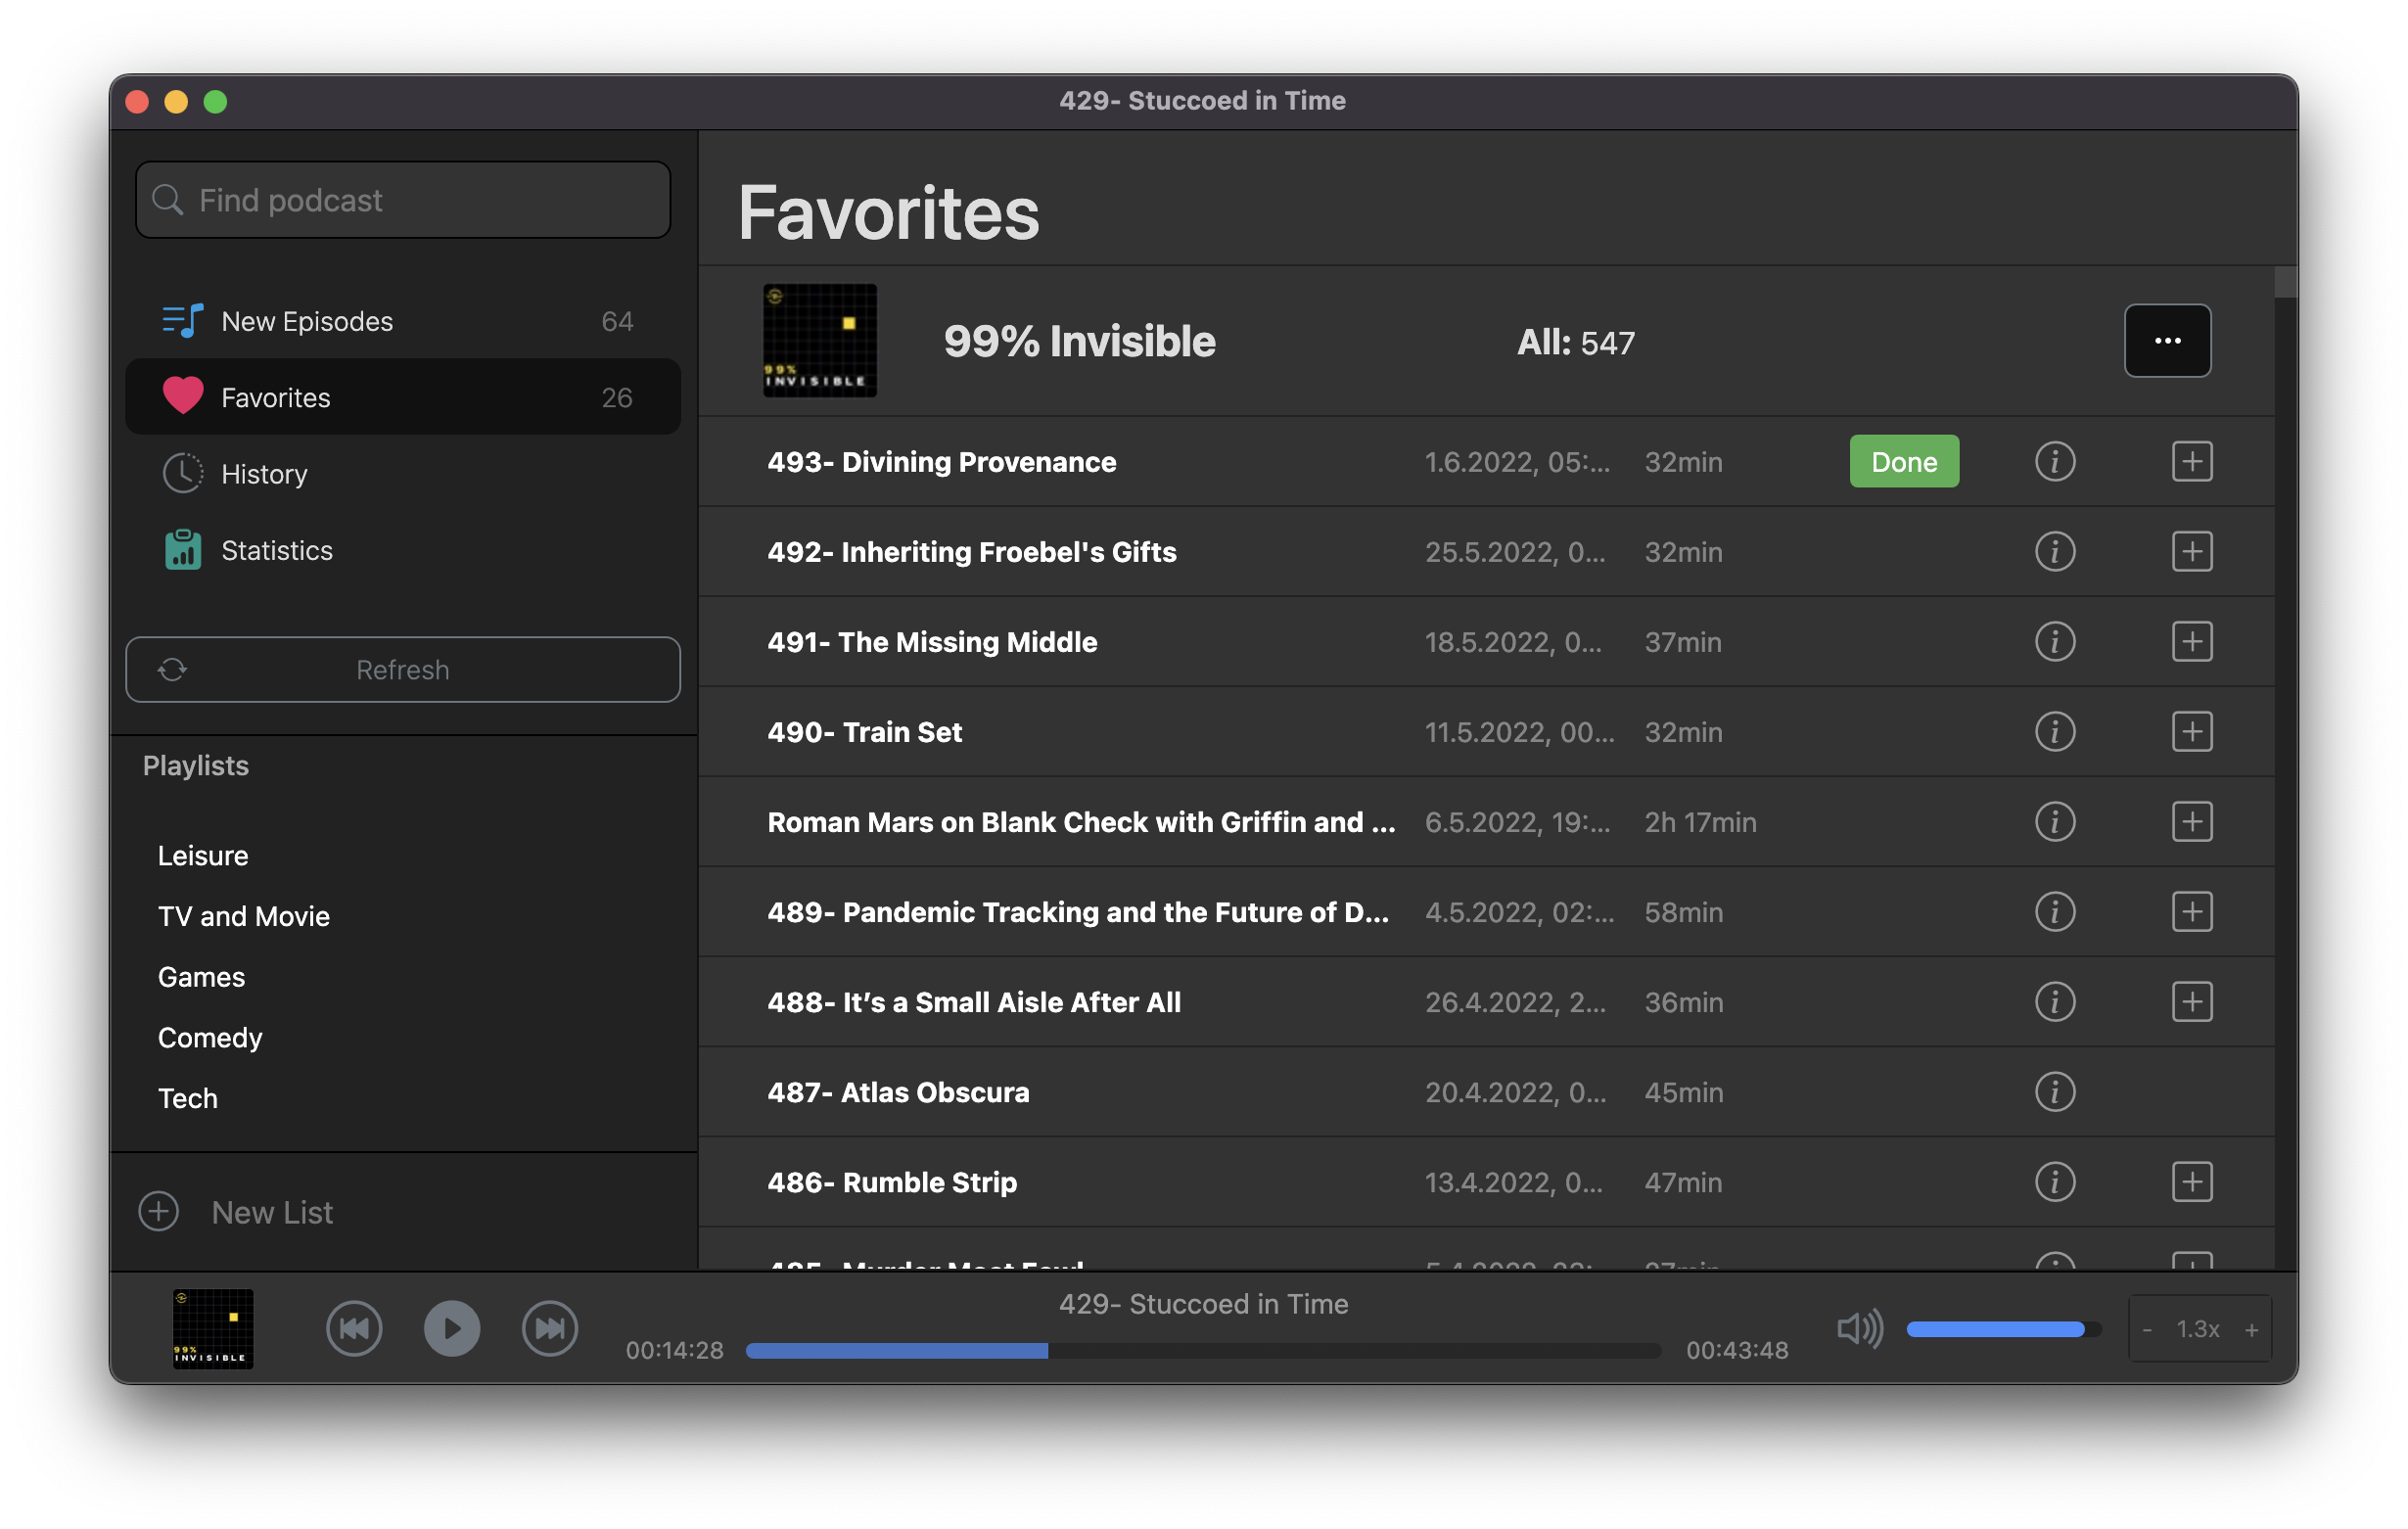 429- Stuccoed in Time
Find podcast
New Episodes 64
Favorites 26
History
Statistics
Refresh
Playlists
Leisure
TV and Movie
Games
Comedy
Tech
New List
Favorites
99%
INVISIBLE
99% Invisible All: 547 ...
493- Divining Provenance 1.6.2022, 05:... 32min Done
492- Inheriting Froebel's Gifts 25.5.2022, 0... 32min
491- The Missing Middle 18.5.2022, 0... 37min
490- Train Set 11.5.2022, 00... 32min
Roman Mars on Blank Check with Griffin and ... 6.5.2022, 19:... 2h 17min
489- Pandemic Tracking and the Future of D... 4.5.2022, 02:... 58min
488- It’s a Small Aisle After All 26.4.2022, 2... 36min
487- Atlas Obscura 20.4.2022, 0... 45min
486- Rumble Strip 13.4.2022, 0... 47min
485- Murder Most Fowl
99%
INVISIBLE
429- Stuccoed in Time
00:14:28 00:43:48
- 1.3x +